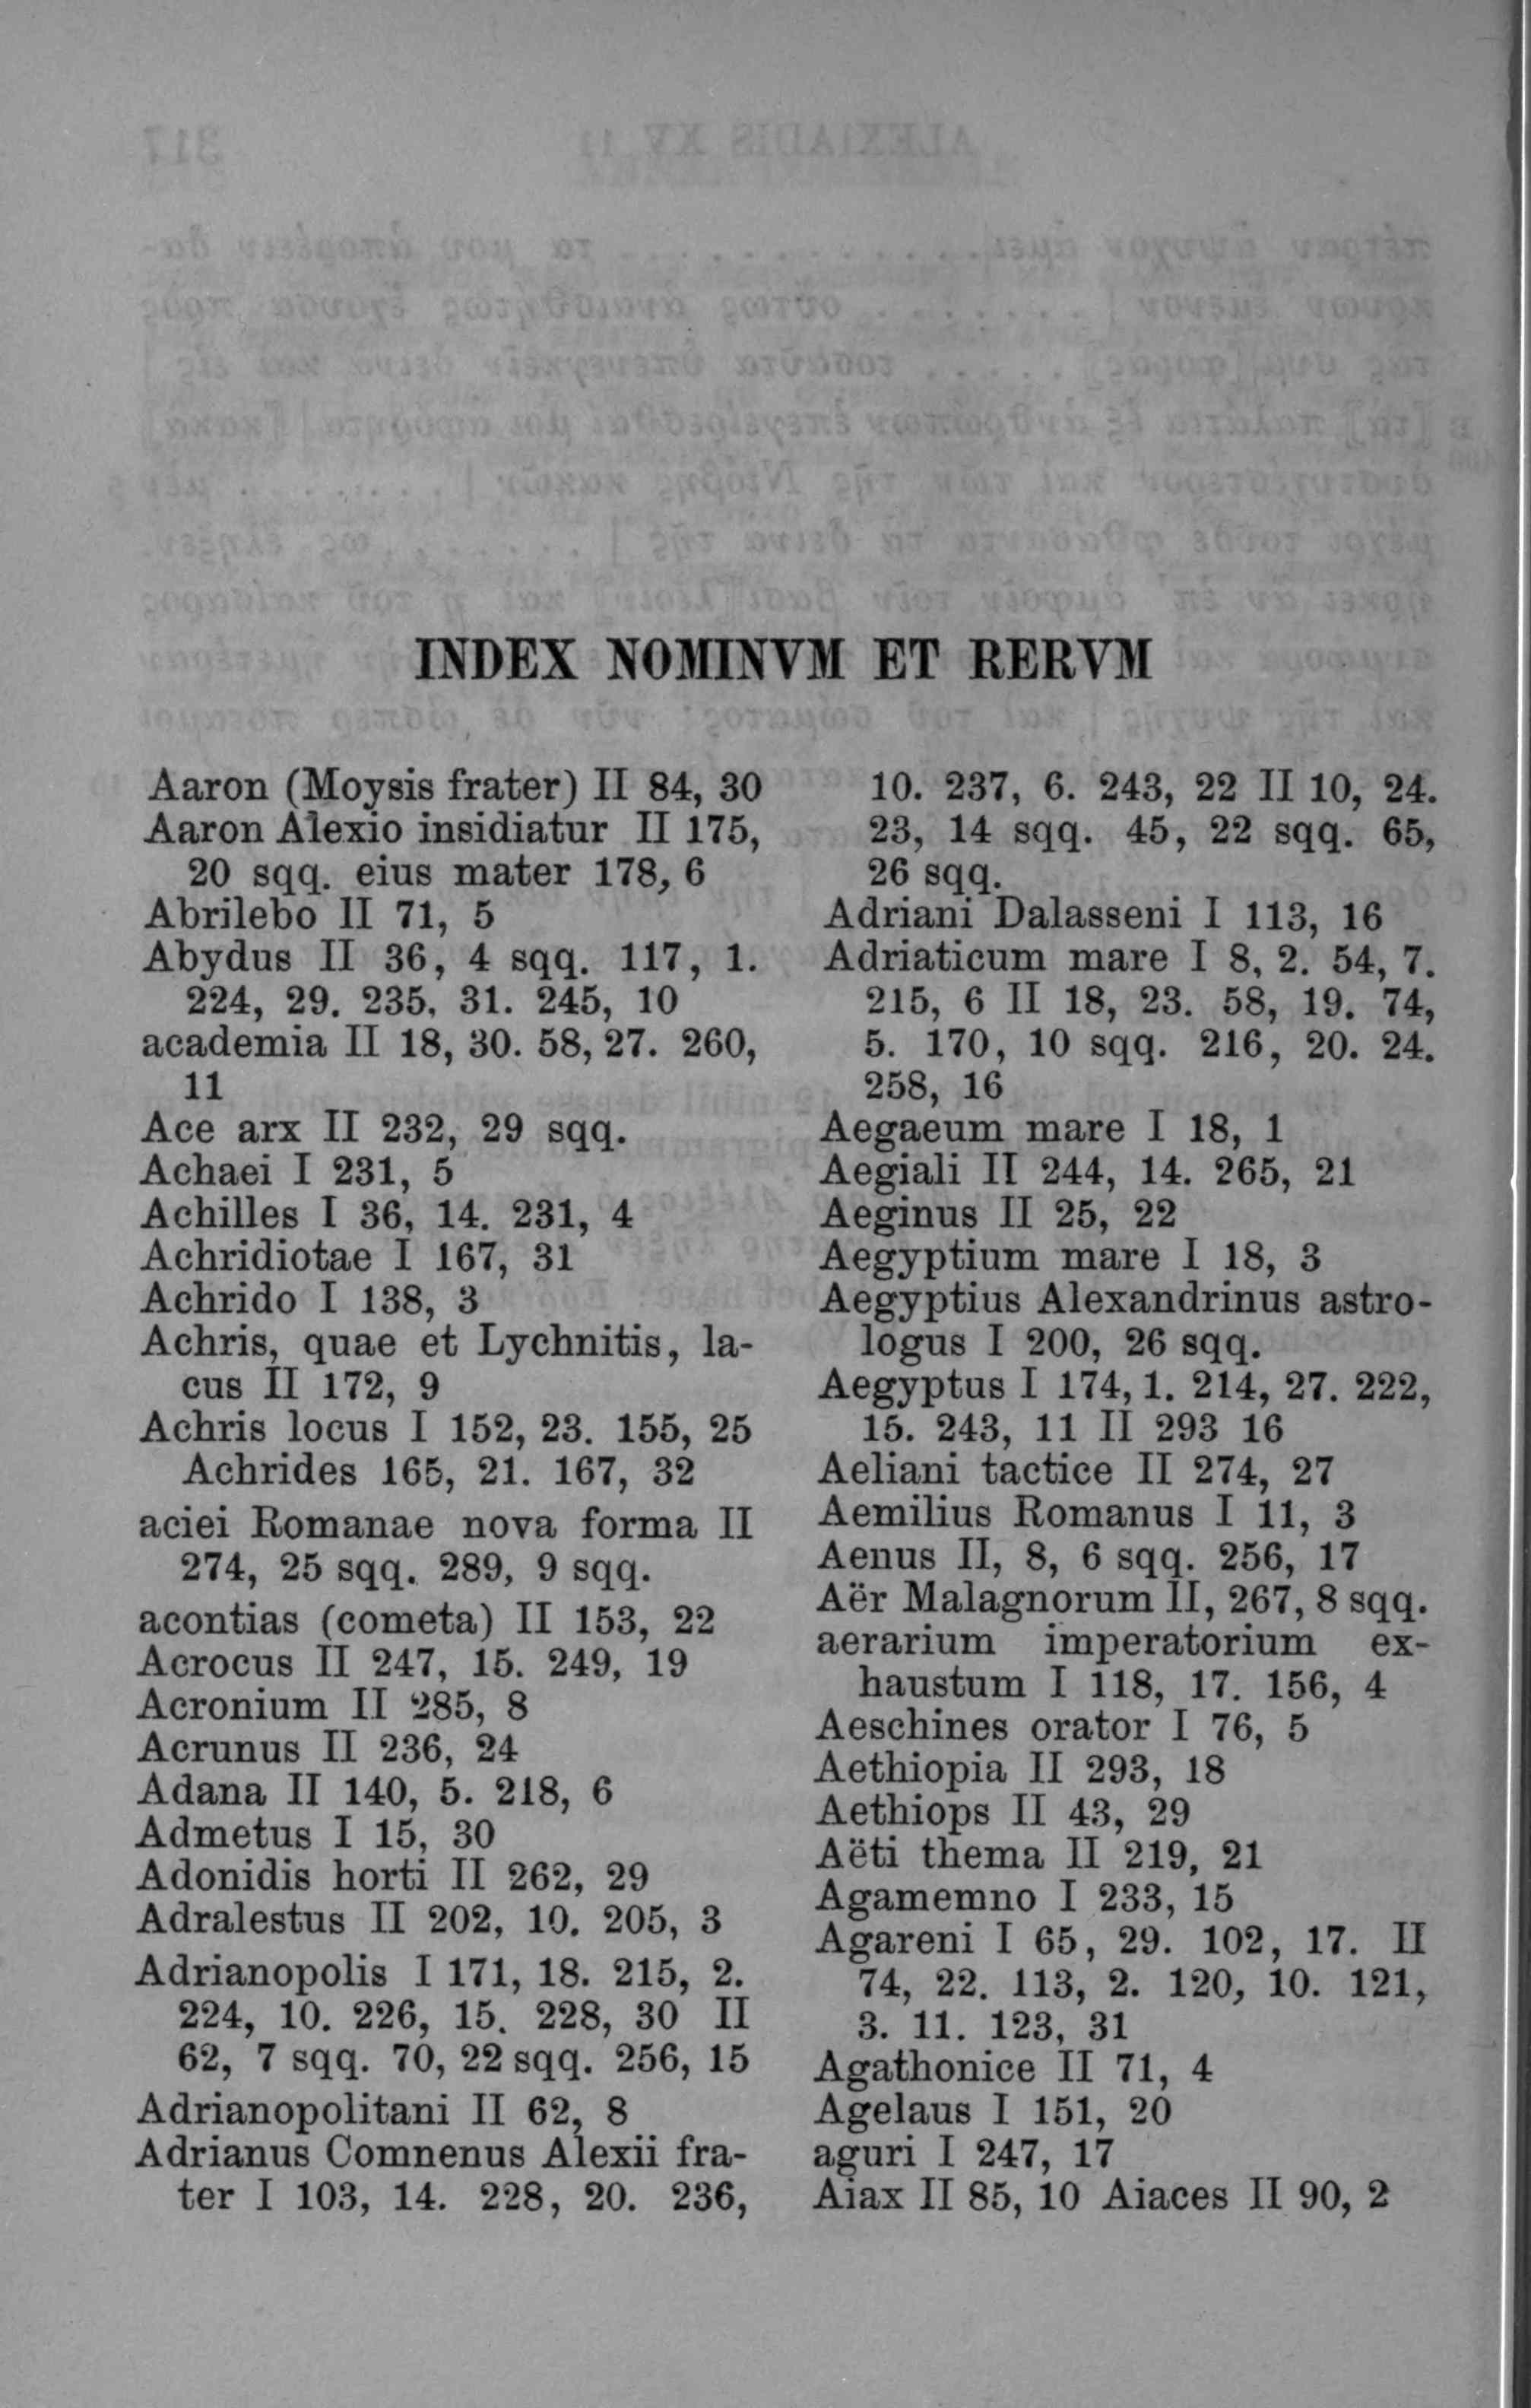 INDEX NOMINVM ET RERVM
Aaron (Moysis frater) II 84, 30
Aaron Alexio insidiatur II 175,
20 sqq. eius mater 178, 6
Abrilebo II 71, 5
Abydus II 36, 4 sqq. 117, 1.
224, 29. 235, 31. 245, 10
academia II 18, 30. 58, 27. 260,
11
Ace arx II 232, 29 sqq.
Achaei I 231, 5
Achilles I 36, 14. 231, 4
Achridiotae I 167, 31
Achrido I 138, 3
Achris, quae et Lychnitis, la-
cus II 172, 9
Achris locus I 152, 23. 155, 25
Achrides 165, 21. 167, 32
aciei Romanae nova forma II
274, 25 sqq. 289, 9 sqq.
acontias (cometa) II 153, 22
Acrocus II 247, 15. 249, 19
Acronium II 285, 8
Acrunus II 236, 24
Adana II 140, 5. 218, 6
Admetus I 15, 30
Adonidis horti II 262, 29
Adralestus II 202, 10. 205, 3
Adrianopolis I 171, 18. 215, 2.
224, 10. 226, 15. 228, 30 II
62, 7 sqq. 70, 22 sqq. 256, 15
Adrianopolitani II 62, 8
Adrianus Comnenus Alexii fra-
ter I 103, 14. 228, 20. 236,
10. 237, 6. 243, 22 II 10, 24.
23, 14 sqq. 45, 22 sqq. 65,
26 sqq.
Adriani Dalasseni I 113, 16
Adriaticum mare I 8, 2. 54, 7.
215, 6 II 18, 23. 58, 19. 74,
5. 170, 10 sqq. 216, 20. 24.
258, 16
Aegaeum mare I 18, 1
Aegiali II 244, 14. 265, 21
Aeginus II 25, 22
Aegyptium mare I 18, 3
Aegyptius Alexandrinus astro-
logus I 200, 26 sqq.
Aegyptus I 174, 1. 214, 27. 222,
15. 243, 11 II 293 16
Aeliani tactice II 274, 27
Aemilius Romanus I 11, 3
Aenus II, 8, 6 sqq. 256, 17
Aër Malagnorum II, 267, 8 sqq.
aerarium imperatorium ex-
haustum I 118, 17. 156, 4
Aeschines orator I 76, 5
Aethiopia II 293, 18
Aethiops II 43, 29
Aëti thema II 219, 21
Agamemno I 233, 15
Agareni I 65, 29. 102, 17. II
74, 22. 113, 2. 120, 10. 121,
3. 11. 123, 31
Agathonice II 71, 4
Agelaus I 151, 20
aguri I 247, 17
Aiax II 85, 10 Aiaces II 90, 2